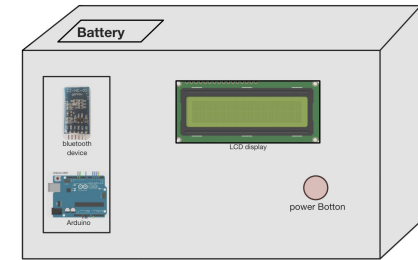 Battery
bluetooth
device
LCD display
Arduino
power Botton